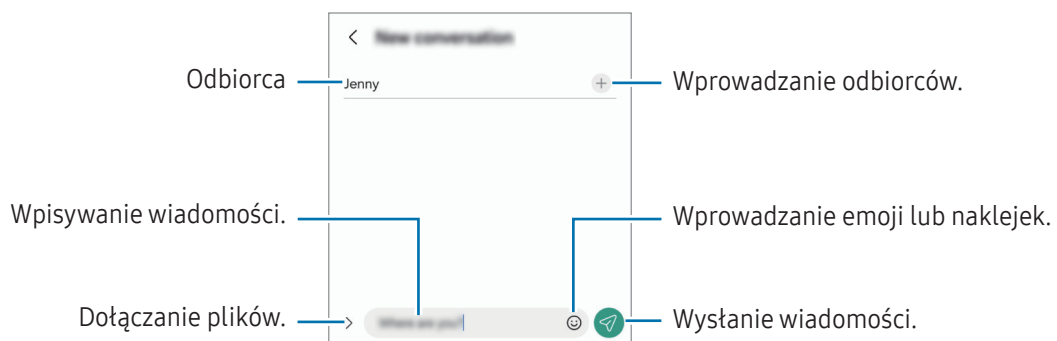 New conversation
Odbiorca
Jenny
Wprowadzanie odbiorców.
Wpisywanie wiadomości.
Wprowadzanie emoji lub naklejek.
Dołączanie plików.
Where are you?
Wysłanie wiadomości.